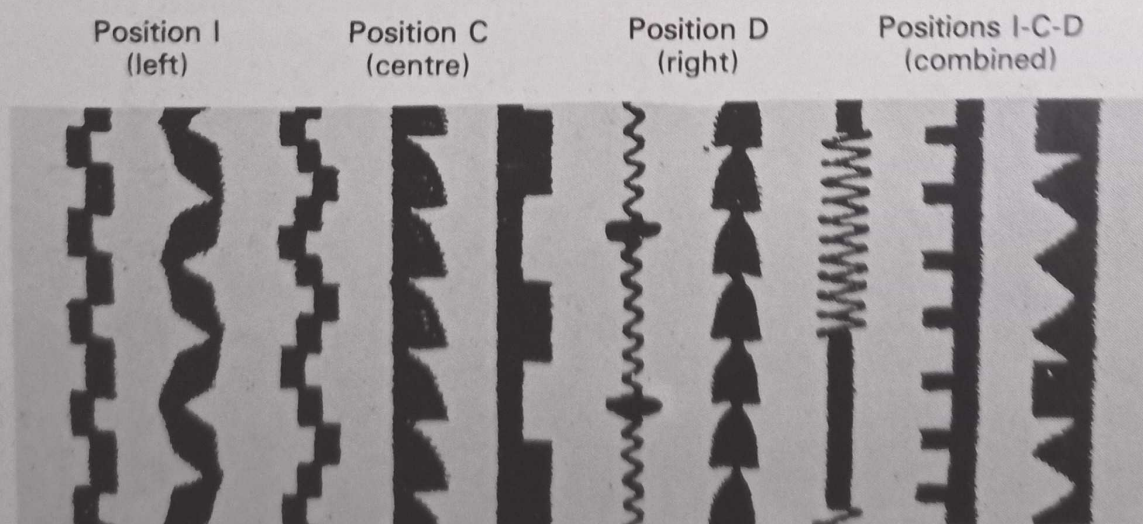 Position I
(left)
Position C
(centre)
Position D
(right)
Positions I-C-D
(combined)